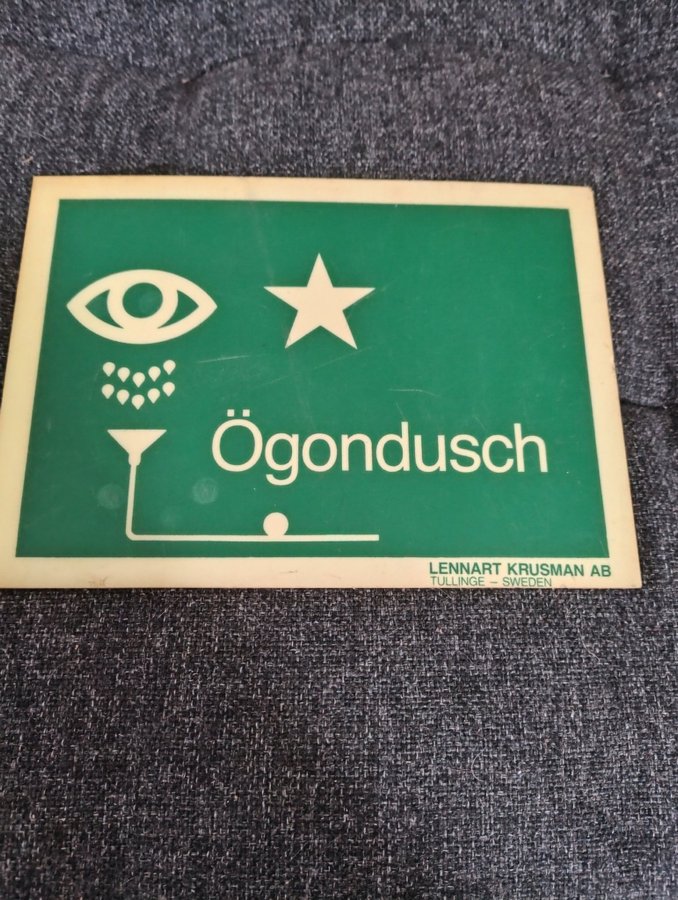 Ögondusch
LENNART KRUSMAN AB
TULLINGE – SWEDEN